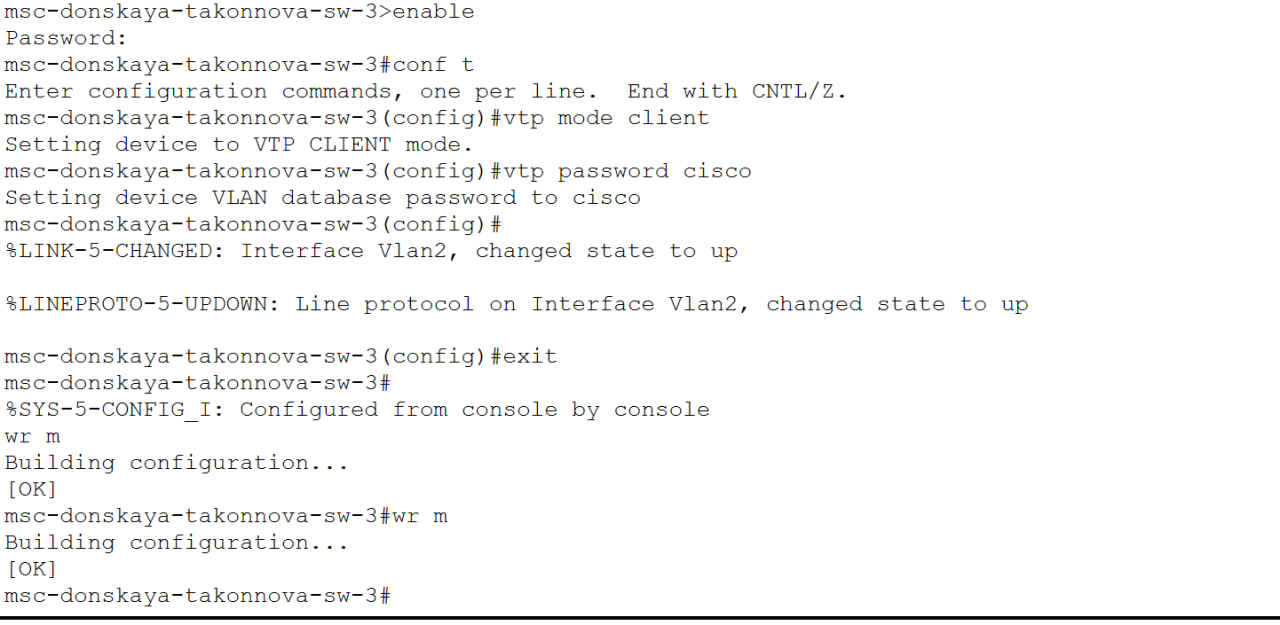 msc-donskaya-takonnova-sw-3>enable
Password:
msc-donskaya-takonnova-sw-3#conf t
Enter configuration commands, one per line.  End with CNTL/Z.
msc-donskaya-takonnova-sw-3(config)#vtp mode client
Setting device to VTP CLIENT mode.
msc-donskaya-takonnova-sw-3(config)#vtp password cisco
Setting device VLAN database password to cisco
msc-donskaya-takonnova-sw-3(config)#
%LINK-5-CHANGED: Interface Vlan2, changed state to up
%LINEPROTO-5-UPDOWN: Line protocol on Interface Vlan2, changed state to up
msc-donskaya-takonnova-sw-3(config)#exit
msc-donskaya-takonnova-sw-3#
%SYS-5-CONFIG_I: Configured from console by console
wr m
Building configuration...
[OK]
msc-donskaya-takonnova-sw-3#wr m
Building configuration...
[OK]
msc-donskaya-takonnova-sw-3#